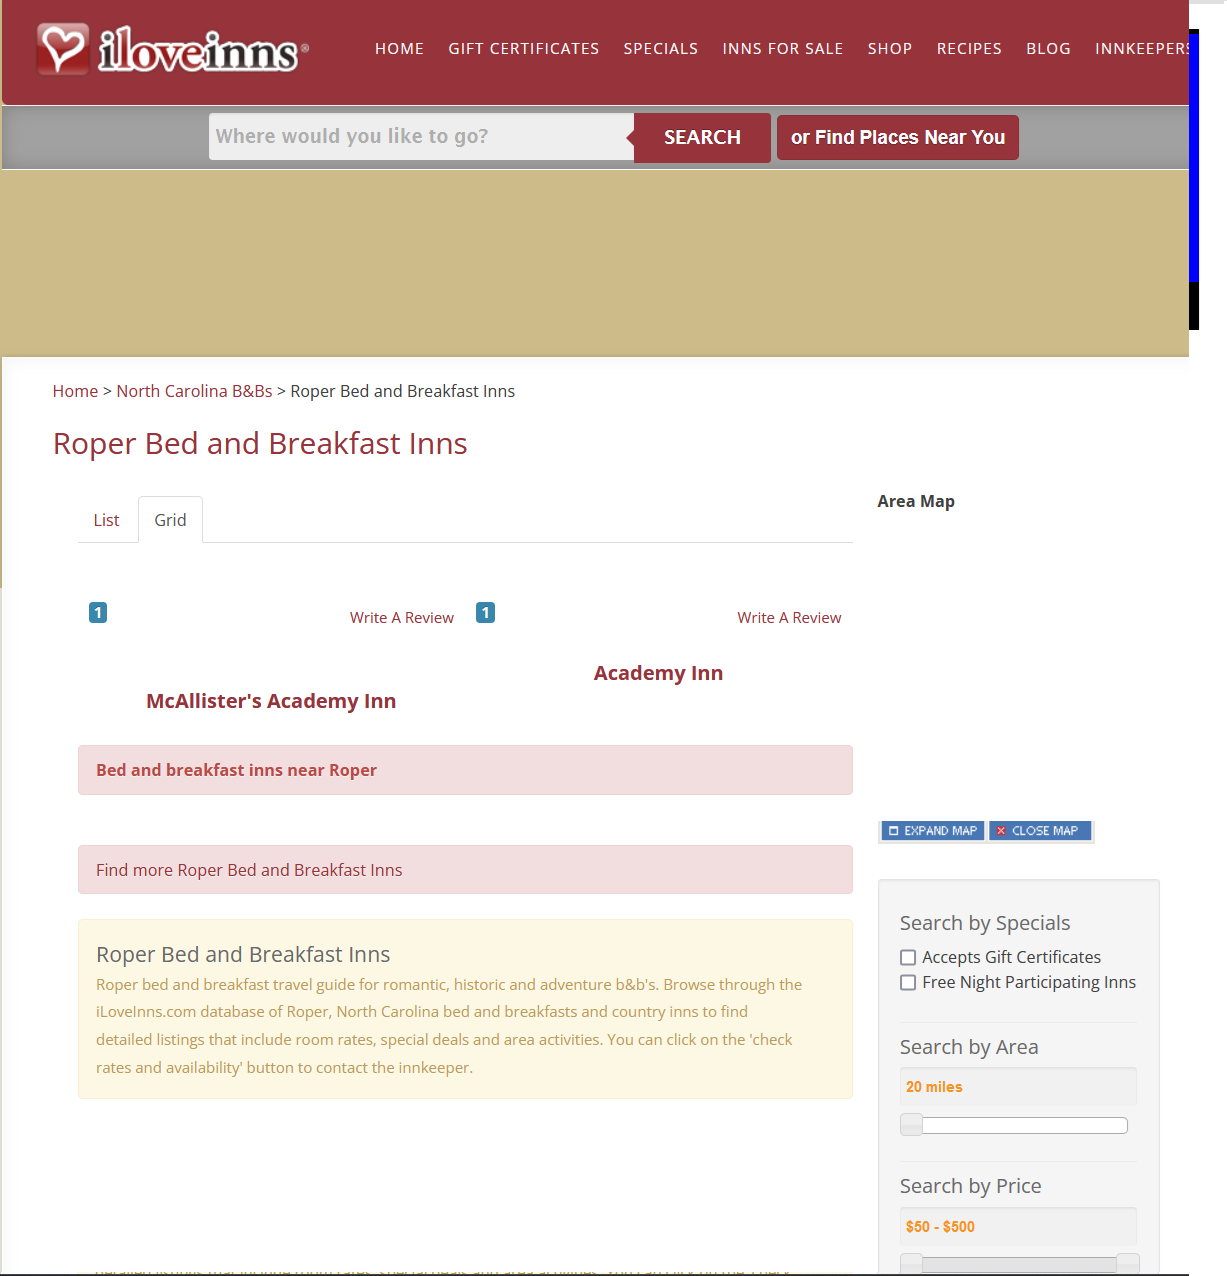 iloveinns®
HOME GIFT CERTIFICATES SPECIALS INNS FOR SALE SHOP RECIPES BLOG INNKEEPERS
Where would you like to go? SEARCH or Find Places Near You
Home > North Carolina B&Bs > Roper Bed and Breakfast Inns
Roper Bed and Breakfast Inns
List Grid
1 Write A Review 1 Write A Review
Academy Inn
McAllister's Academy Inn
Bed and breakfast inns near Roper
Find more Roper Bed and Breakfast Inns
Roper Bed and Breakfast Inns
Roper bed and breakfast travel guide for romantic, historic and adventure b&b's. Browse through the
iLoveInns.com database of Roper, North Carolina bed and breakfasts and country inns to find
detailed listings that include room rates, special deals and area activities. You can click on the 'check
rates and availability' button to contact the innkeeper.
Area Map
EXPAND MAP CLOSE MAP
Search by Specials
Accepts Gift Certificates
Free Night Participating Inns
Search by Area
20 miles
Search by Price
$50 - $500